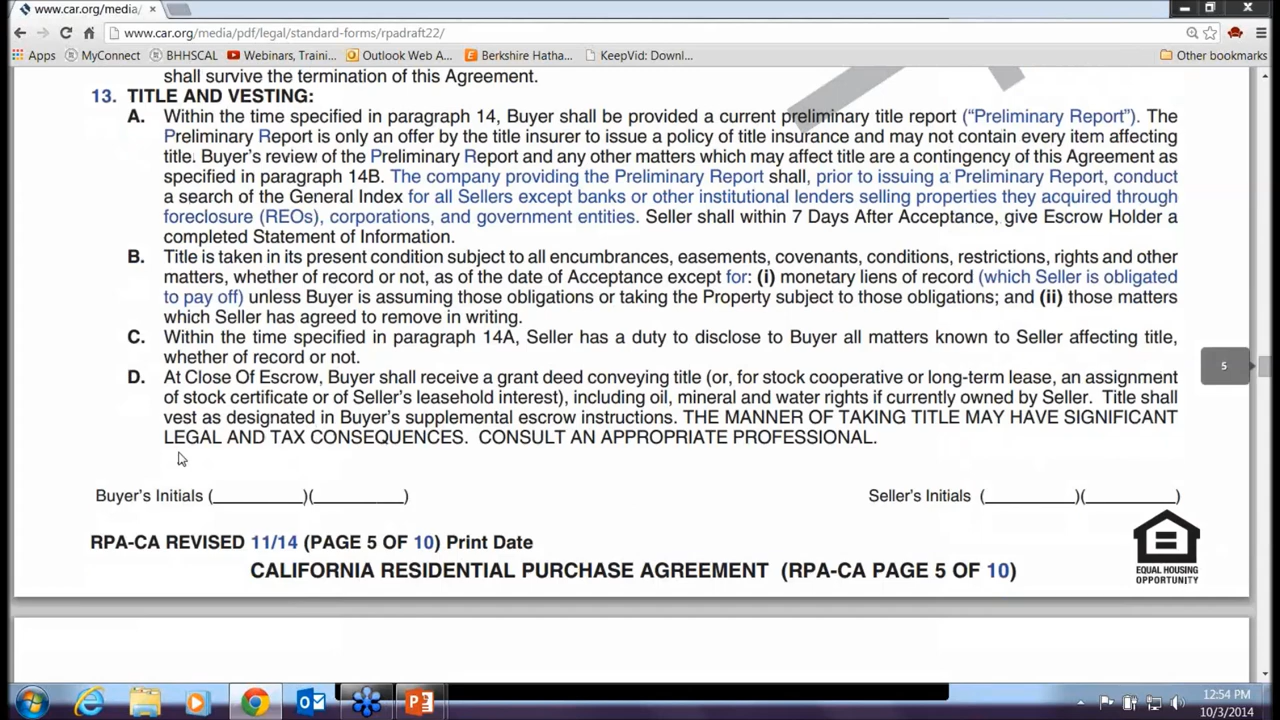 www.car.org/media/ ×
www.car.org/media/pdf/legal/standard-forms/rpadraft22/
Apps MyConnect BHHSCAL Webinars, Traini... Outlook Web A... Berkshire Hatha... KeepVid: Downl... Other bookmarks
shall survive the termination of this Agreement.
13. TITLE AND VESTING:
A. Within the time specified in paragraph 14, Buyer shall be provided a current preliminary title report (“Preliminary Report”). The
Preliminary Report is only an offer by the title insurer to issue a policy of title insurance and may not contain every item affecting
title. Buyer’s review of the Preliminary Report and any other matters which may affect title are a contingency of this Agreement as
specified in paragraph 14B. The company providing the Preliminary Report shall, prior to issuing a Preliminary Report, conduct
a search of the General Index for all Sellers except banks or other institutional lenders selling properties they acquired through
foreclosure (REOs), corporations, and government entities. Seller shall within 7 Days After Acceptance, give Escrow Holder a
completed Statement of Information.
B. Title is taken in its present condition subject to all encumbrances, easements, covenants, conditions, restrictions, rights and other
matters, whether of record or not, as of the date of Acceptance except for: (i) monetary liens of record (which Seller is obligated
to pay off) unless Buyer is assuming those obligations or taking the Property subject to those obligations; and (ii) those matters
which Seller has agreed to remove in writing.
C. Within the time specified in paragraph 14A, Seller has a duty to disclose to Buyer all matters known to Seller affecting title,
whether of record or not.
D. At Close Of Escrow, Buyer shall receive a grant deed conveying title (or, for stock cooperative or long-term lease, an assignment
of stock certificate or of Seller’s leasehold interest), including oil, mineral and water rights if currently owned by Seller. Title shall
vest as designated in Buyer’s supplemental escrow instructions. THE MANNER OF TAKING TITLE MAY HAVE SIGNIFICANT
LEGAL AND TAX CONSEQUENCES. CONSULT AN APPROPRIATE PROFESSIONAL.
5
Buyer’s Initials (__________)(__________) Seller’s Initials (__________)(__________)
RPA-CA REVISED 11/14 (PAGE 5 OF 10) Print Date
CALIFORNIA RESIDENTIAL PURCHASE AGREEMENT (RPA-CA PAGE 5 OF 10)
EQUAL HOUSING
OPPORTUNITY
12:54 PM
10/3/2014